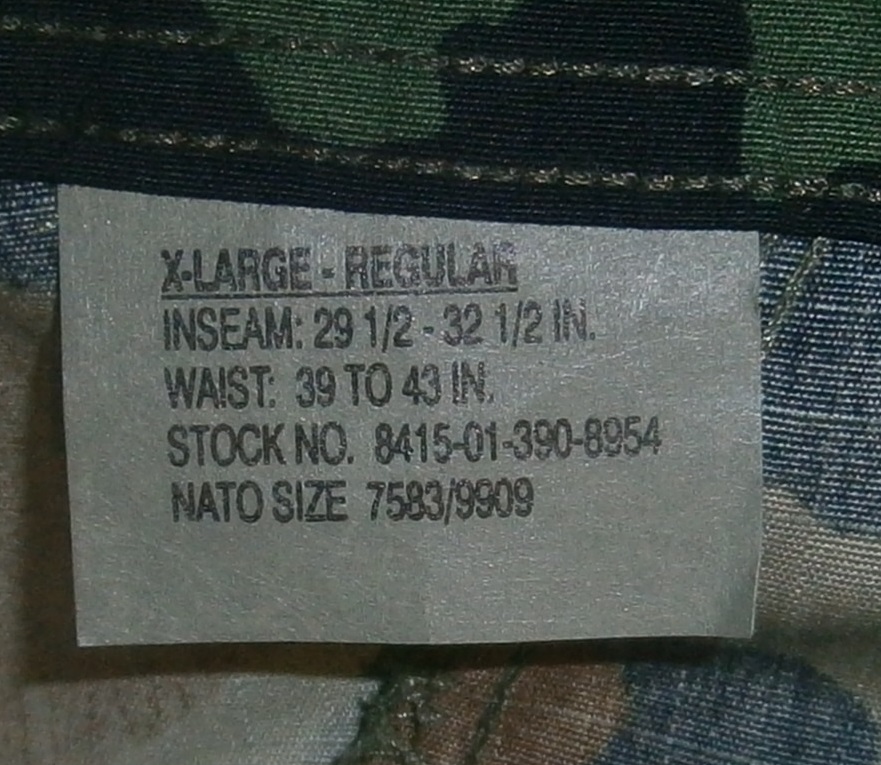 X-LARGE - REGULAR
INSEAM: 29 1/2 - 32 1/2 IN.
WAIST: 39 TO 43 IN.
STOCK NO. 8415-01-390-8954
NATO SIZE 7583/9909